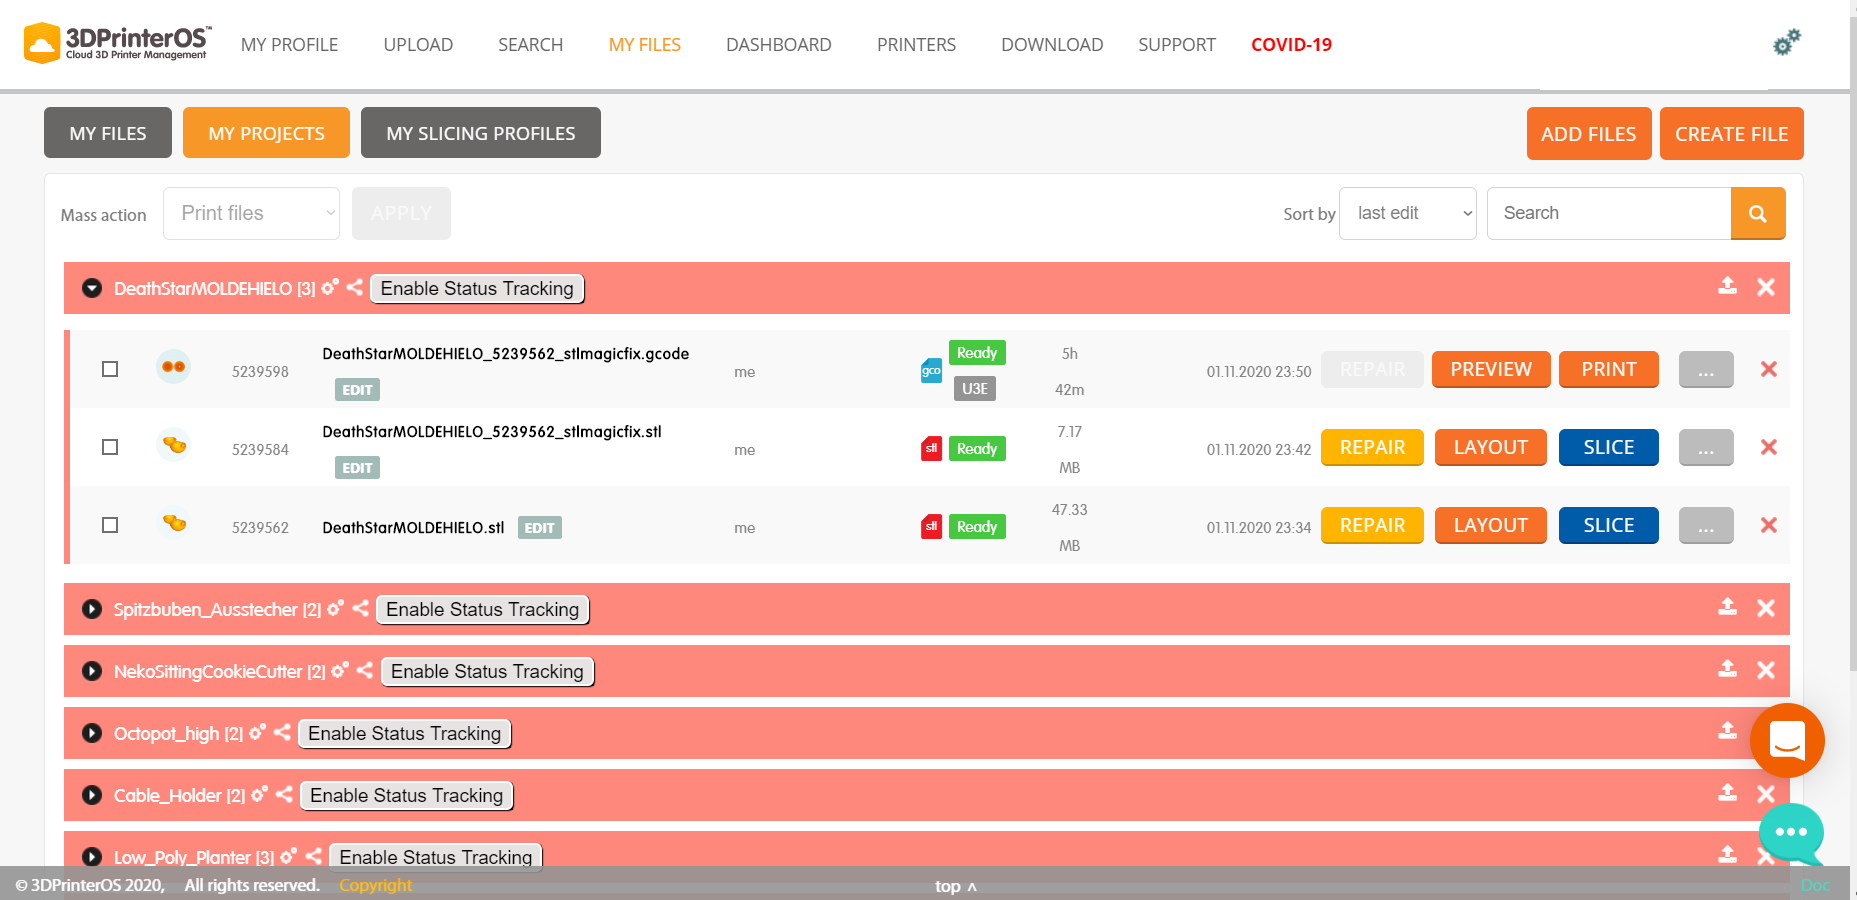 3DPrinterOS™
Cloud 3D Printer Management
MY PROFILE UPLOAD SEARCH MY FILES DASHBOARD PRINTERS DOWNLOAD SUPPORT COVID-19
MY FILES MY PROJECTS MY SLICING PROFILES ADD FILES CREATE FILE
Mass action Print files APPLY Sort by last edit Search
DeathStarMOLDEHIELO [3] Enable Status Tracking
5239598 DeathStarMOLDEHIELO_5239562_stlmagicfix.gcode EDIT me gco Ready U3E 5h 42m 01.11.2020 23:50 REPAIR PREVIEW PRINT ...
5239584 DeathStarMOLDEHIELO_5239562_stlmagicfix.stl EDIT me stl Ready 7.17 MB 01.11.2020 23:42 REPAIR LAYOUT SLICE ...
5239562 DeathStarMOLDEHIELO.stl EDIT me stl Ready 47.33 MB 01.11.2020 23:34 REPAIR LAYOUT SLICE ...
Spitzbuben_Ausstecher [2] Enable Status Tracking
NekoSittingCookieCutter [2] Enable Status Tracking
Octopot_high [2] Enable Status Tracking
Cable_Holder [2] Enable Status Tracking
Low_Poly_Planter [3] Enable Status Tracking
© 3DPrinterOS 2020, All rights reserved. Copyright top ^ Doc